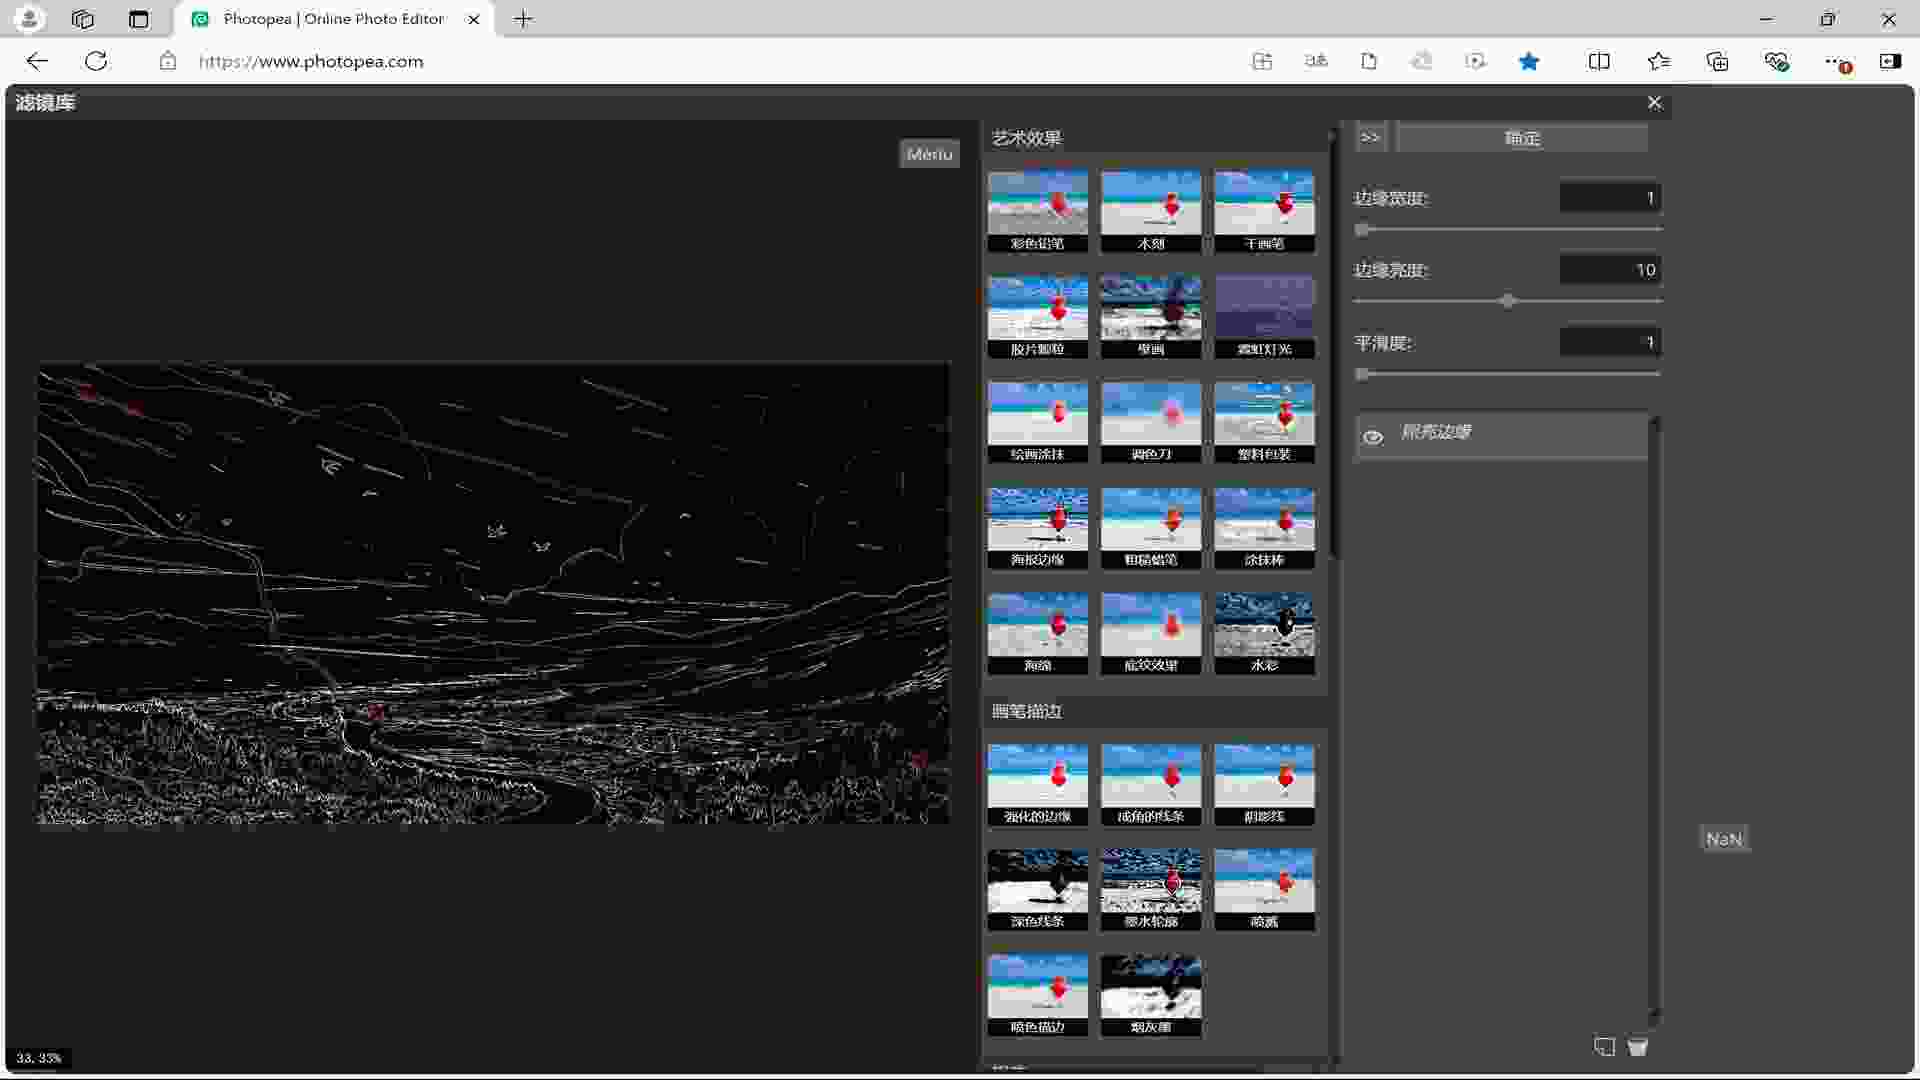 Photopea | Online Photo Editor
https://www.photopea.com
滤镜库
Menu
艺术效果
>>
确定
彩色铅笔
木刻
干画笔
边缘宽度:
1
边缘亮度:
10
胶片颗粒
壁画
霓虹灯光
平滑度:
1
绘画涂抹
调色刀
塑料包装
照亮边缘
海报边缘
粗糙蜡笔
涂抹棒
海绵
底纹效果
水彩
画笔描边
强化的边缘
成角的线条
阴影线
NaN
深色线条
墨水轮廓
喷溅
喷色描边
烟灰墨
33.33%